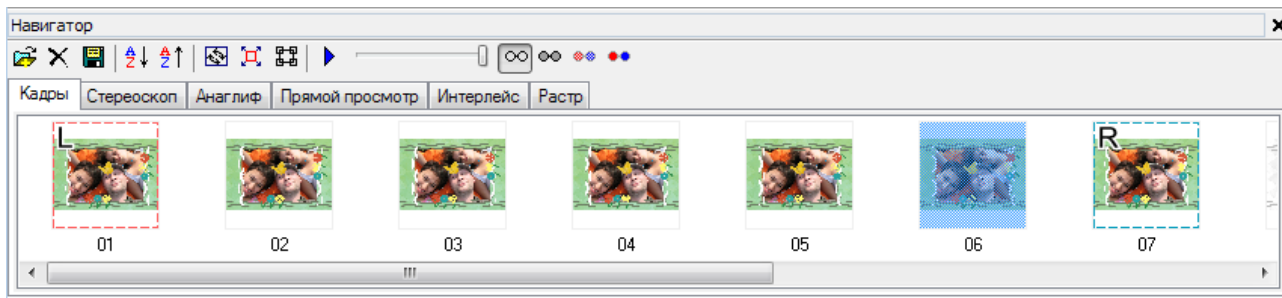 Навигатор
Кадры Стереоскоп Анаглиф Прямой просмотр Интерлейс Растр
L R
01 02 03 04 05 06 07